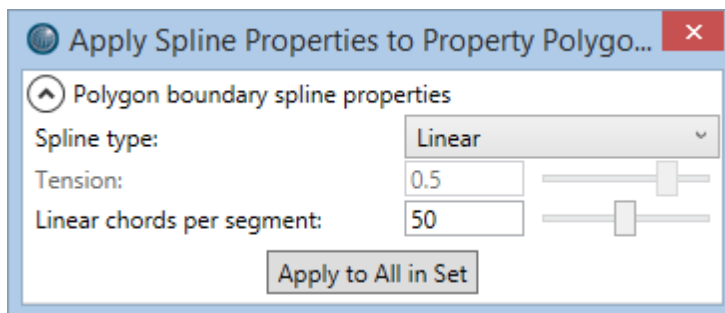 Apply Spline Properties to Property Polygo...
Polygon boundary spline properties
Spline type: Linear
Tension: 0.5
Linear chords per segment: 50
Apply to All in Set